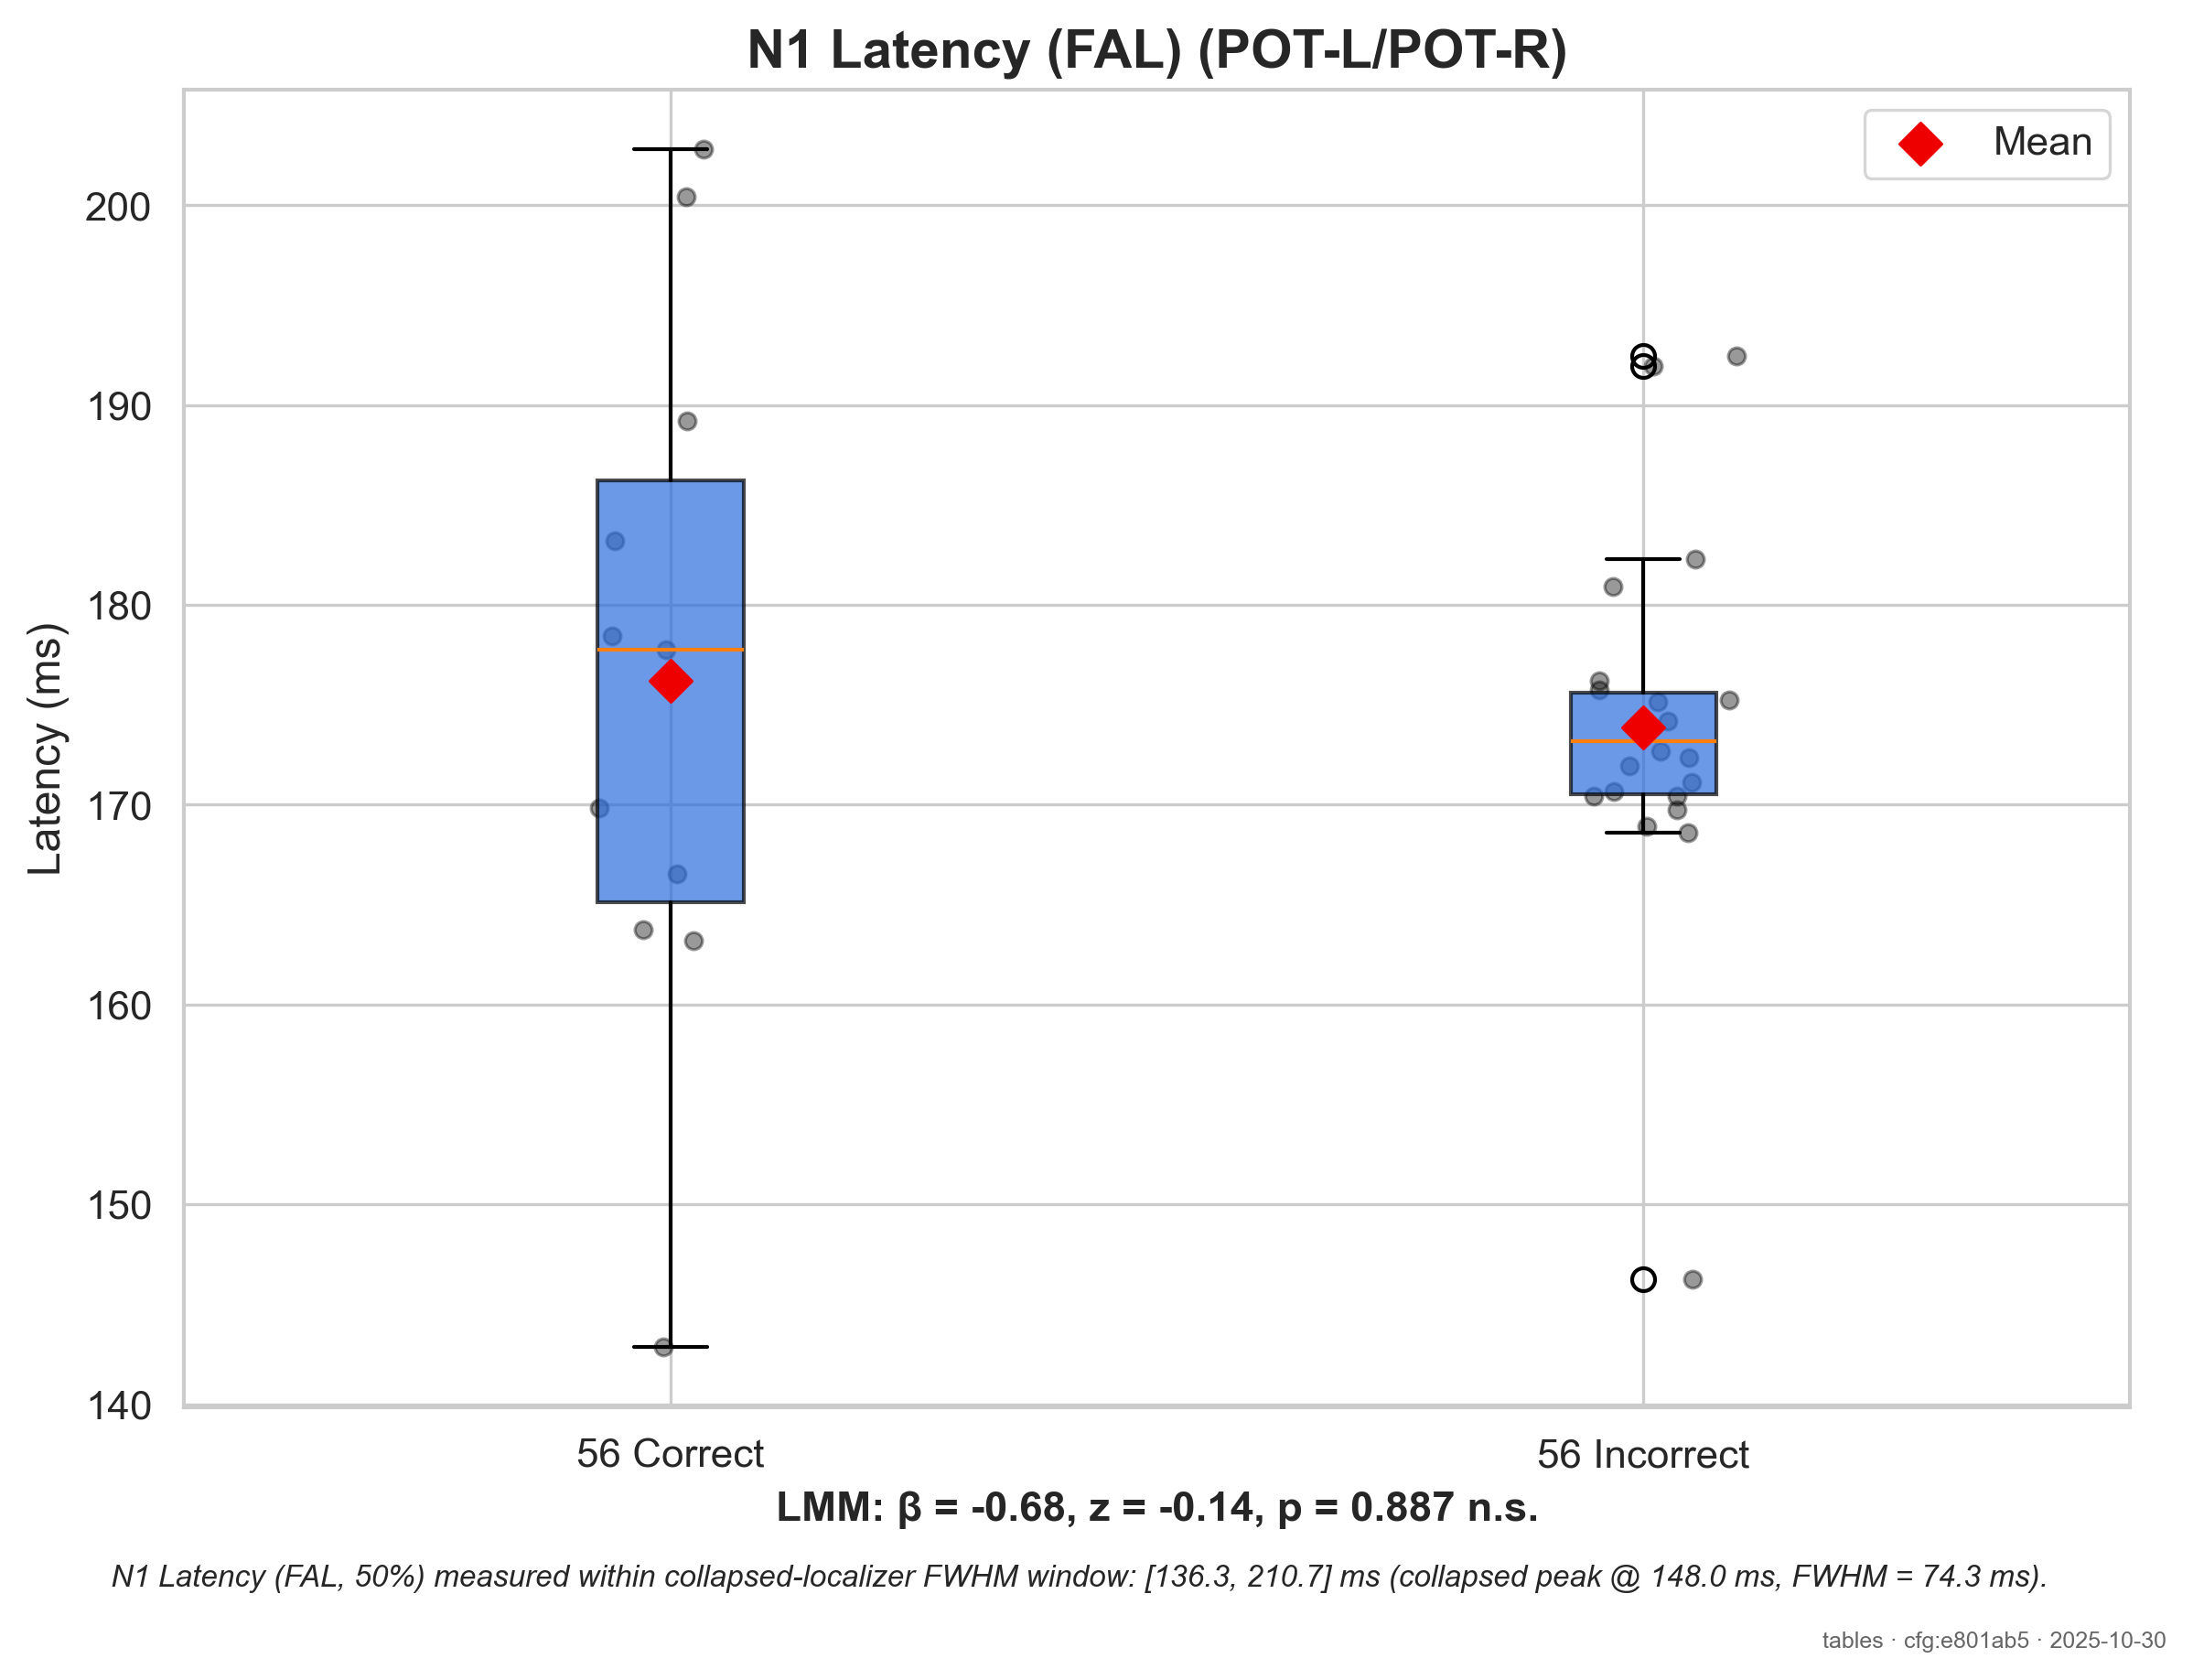 N1 Latency (FAL) (POT-L/POT-R)
Mean
Latency (ms)
200
190
180
170
160
150
140
56 Correct
56 Incorrect
LMM: β = -0.68, z = -0.14, p = 0.887 n.s.
N1 Latency (FAL, 50%) measured within collapsed-localizer FWHM window: [136.3, 210.7] ms (collapsed peak @ 148.0 ms, FWHM = 74.3 ms).
tables · cfg:e801ab5 · 2025-10-30